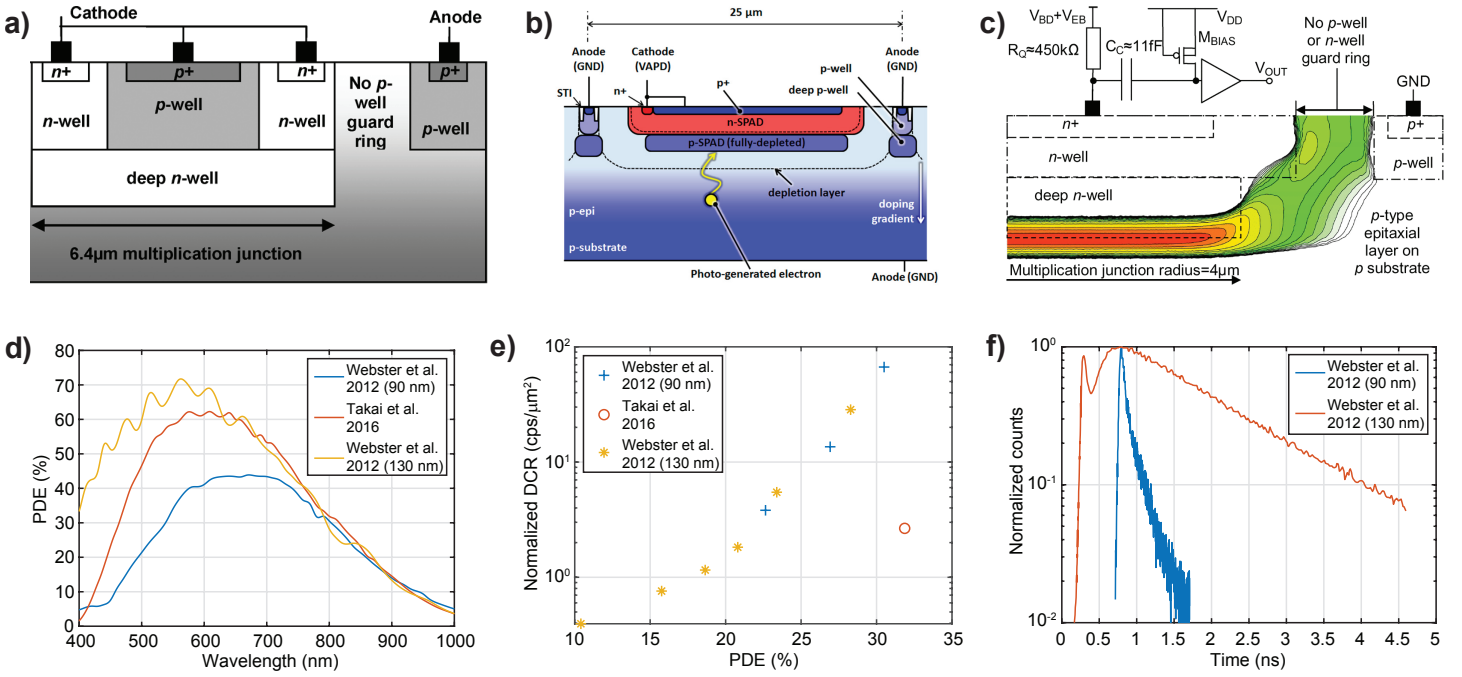 a)
Cathode
Anode
n+
p+
n+
p+
n-well
p-well
n-well
No p-
well
guard
ring
p-well
deep n-well
6.4µm multiplication junction
b)
25 µm
Anode
(GND)
Cathode
(VAPD)
Anode
(GND)
p-well
deep p-well
STI
n+
p+
n-SPAD
p-SPAD (fully-depleted)
depletion layer
doping
gradient
p-epi
p-substrate
Photo-generated electron
Anode (GND)
c)
VBD+VEB
RQ≈450kΩ
CC≈11fF
VDD
MBIAS
VOUT
No p-well
or n-well
guard ring
GND
n+
p+
n-well
p-well
deep n-well
p-type
epitaxial
layer on
p substrate
Multiplication junction radius=4µm
d)
PDE (%)
80
70
60
50
40
30
20
10
0
400
500
600
700
800
900
1000
Wavelength (nm)
Webster et al.
2012 (90 nm)
Takai et al.
2016
Webster et al.
2012 (130 nm)
e)
Normalized DCR (cps/µm²)
10²
10¹
10⁰
10
15
20
25
30
35
PDE (%)
Webster et al.
2012 (90 nm)
Takai et al.
2016
Webster et al.
2012 (130 nm)
f)
Normalized counts
10⁰
10⁻¹
10⁻²
0
0.5
1
1.5
2
2.5
3
3.5
4
4.5
5
Time (ns)
Webster et al.
2012 (90 nm)
Webster et al.
2012 (130 nm)